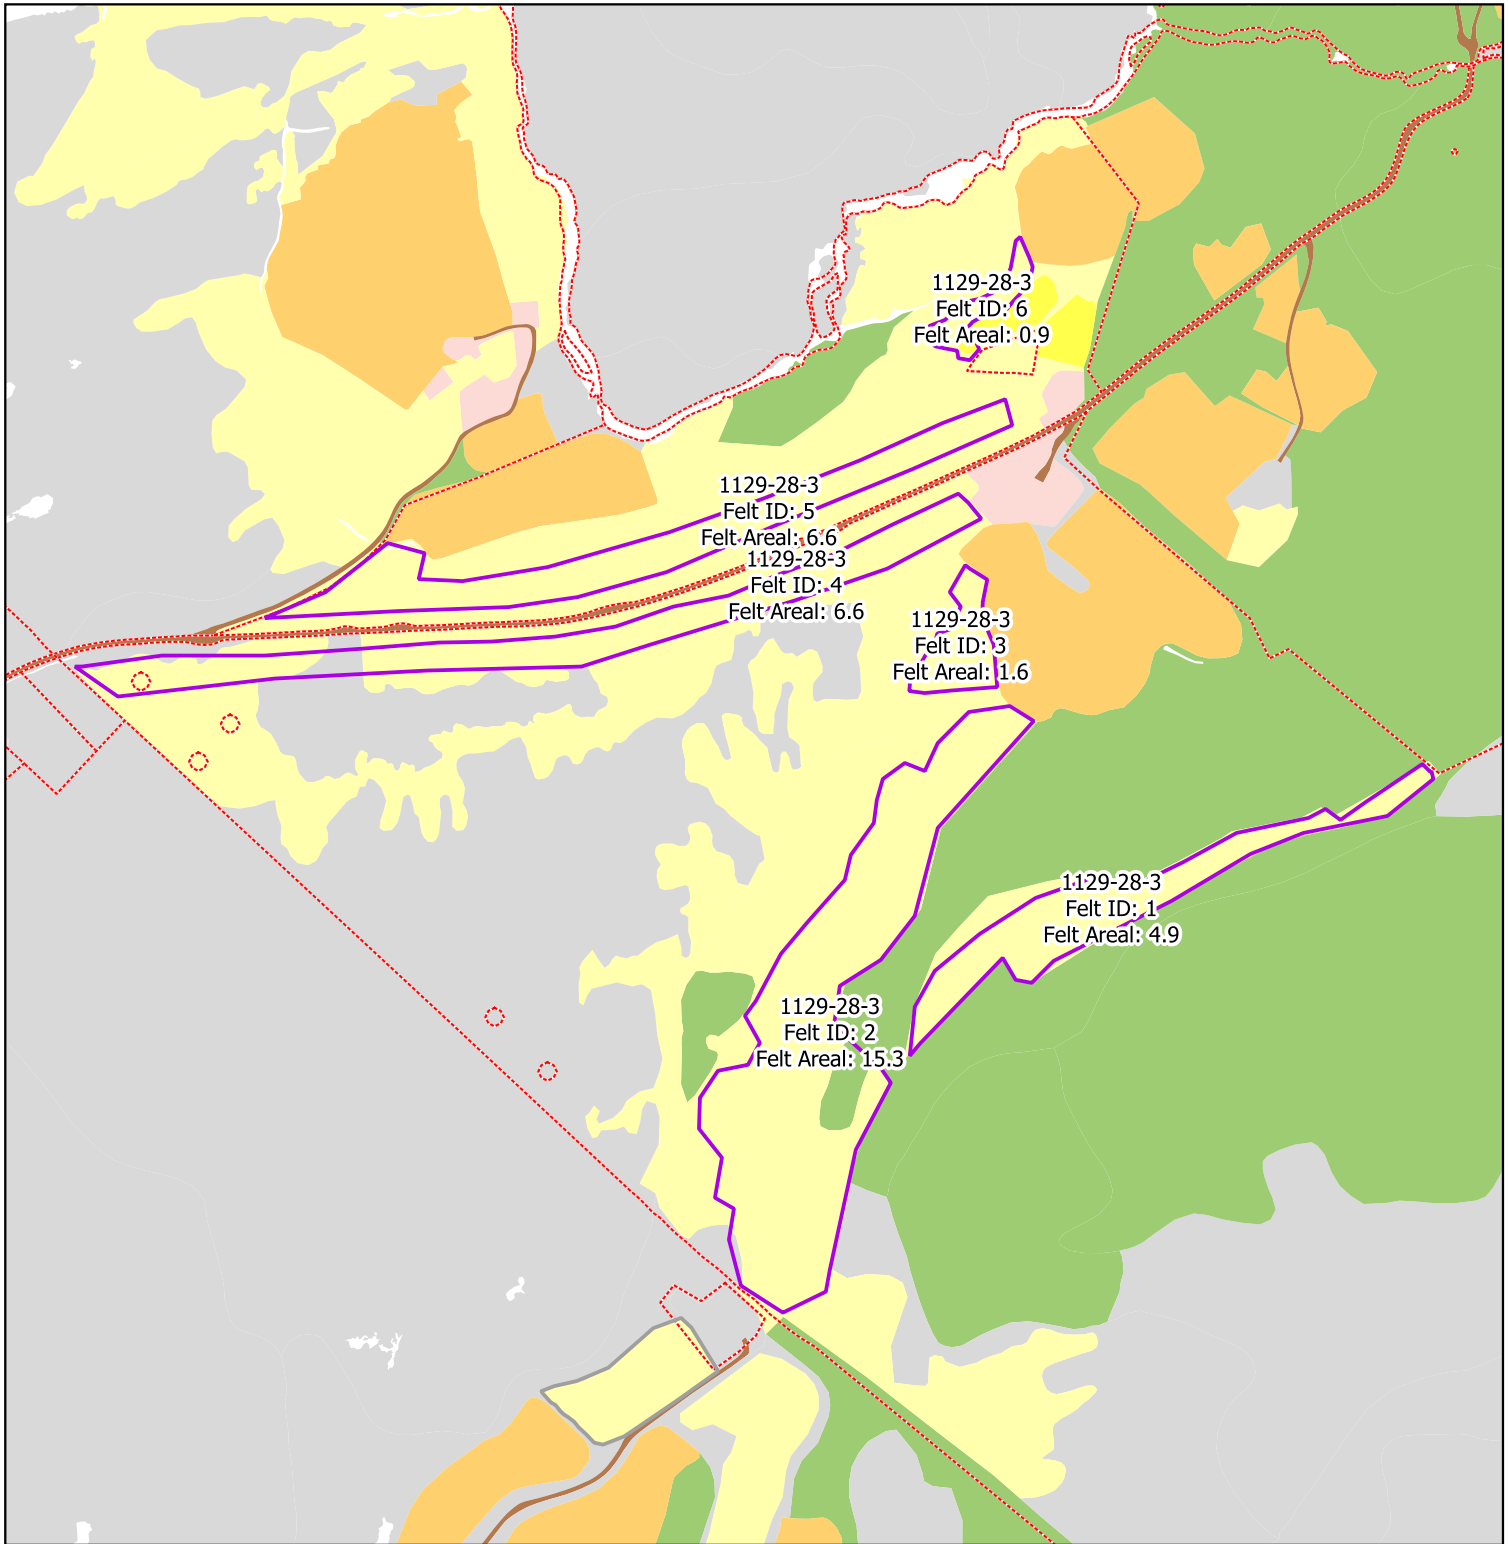 1129-28-3
Felt ID: 6
Felt Areal: 0.9
1129-28-3
Felt ID: 5
Felt Areal: 6.6
1129-28-3
Felt ID: 4
Felt Areal: 6.6
1129-28-3
Felt ID: 3
Felt Areal: 1.6
1129-28-3
Felt ID: 1
Felt Areal: 4.9
1129-28-3
Felt ID: 2
Felt Areal: 15.3